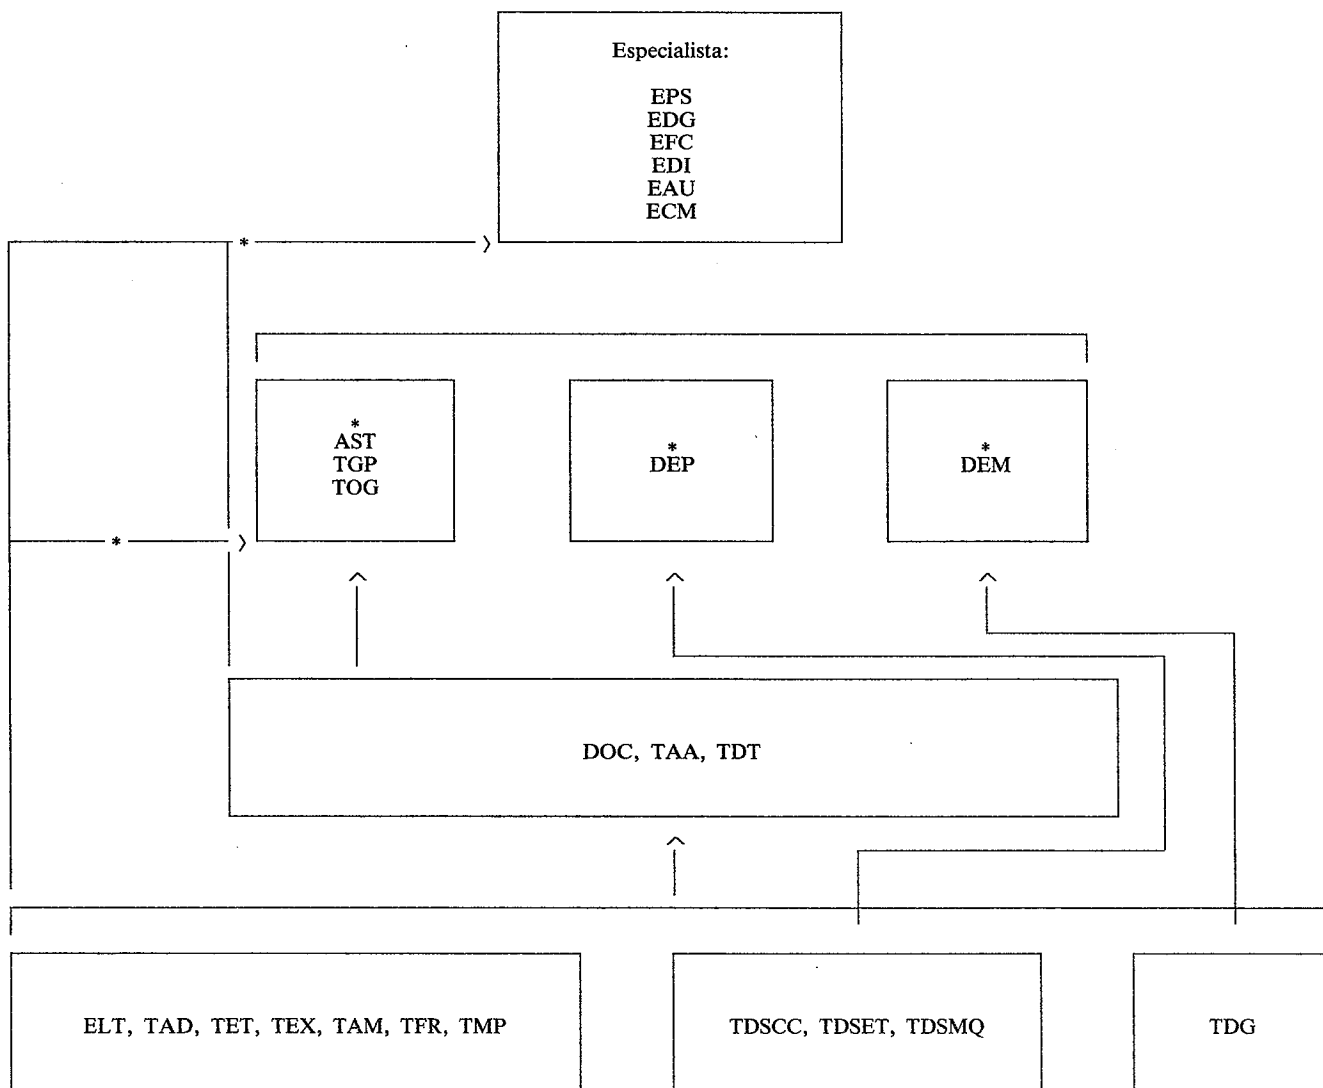 Especialista:
EPS
EDG
EFC
EDI
EAU
ECM
*
*
AST
TGP
TOG
*
DEP
*
DEM
*
DOC, TAA, TDT
ELT, TAD, TET, TEX, TAM, TFR, TMP
TDSCC, TDSET, TDSMQ
TDG